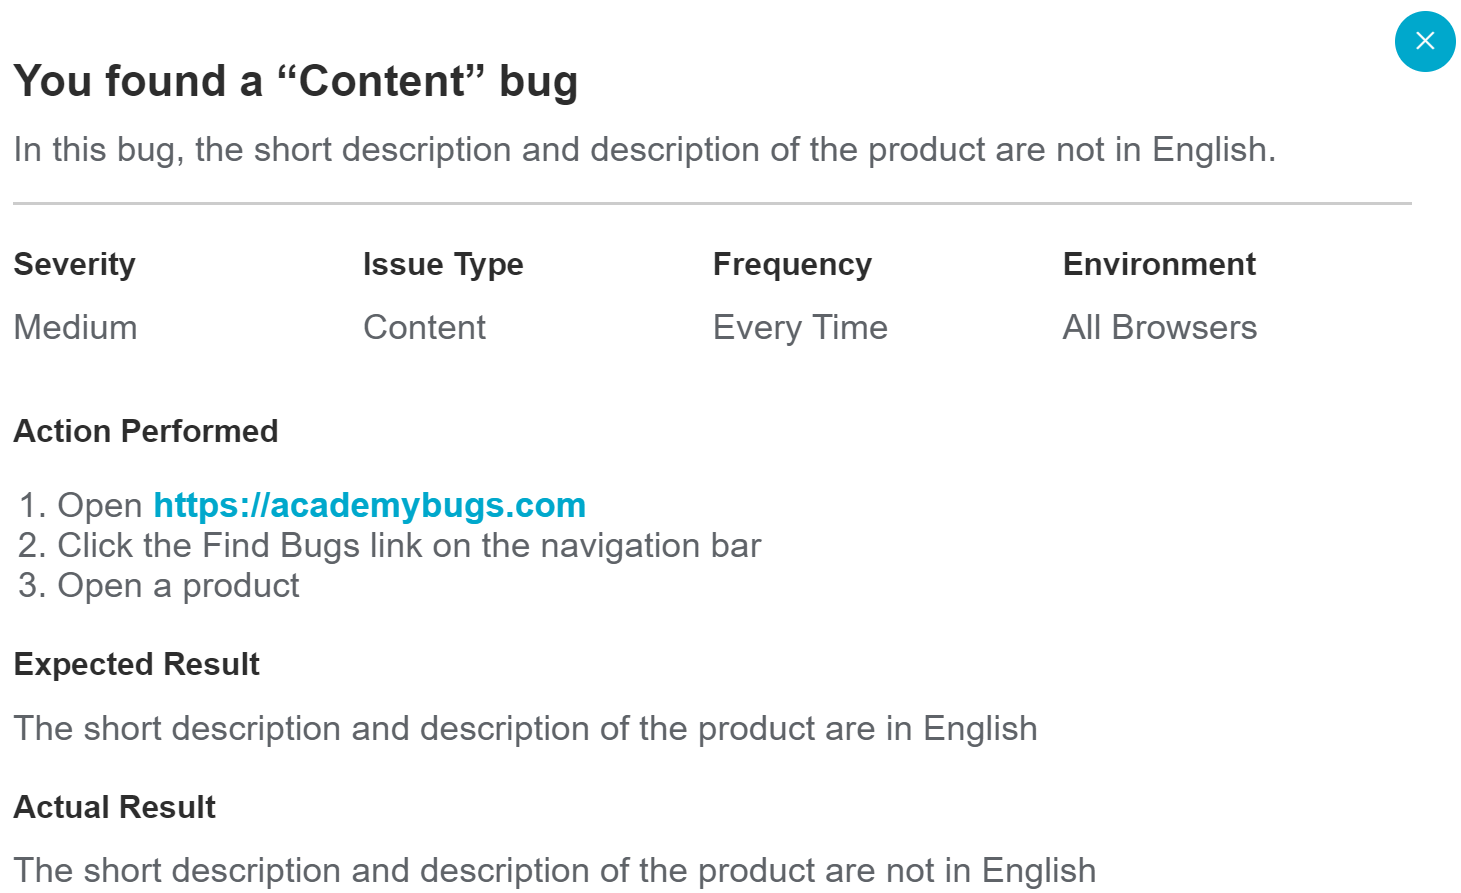 You found a “Content” bug
In this bug, the short description and description of the product are not in English.
Severity
Issue Type
Frequency
Environment
Medium
Content
Every Time
All Browsers
Action Performed
1. Open https://academybugs.com
2. Click the Find Bugs link on the navigation bar
3. Open a product
Expected Result
The short description and description of the product are in English
Actual Result
The short description and description of the product are not in English